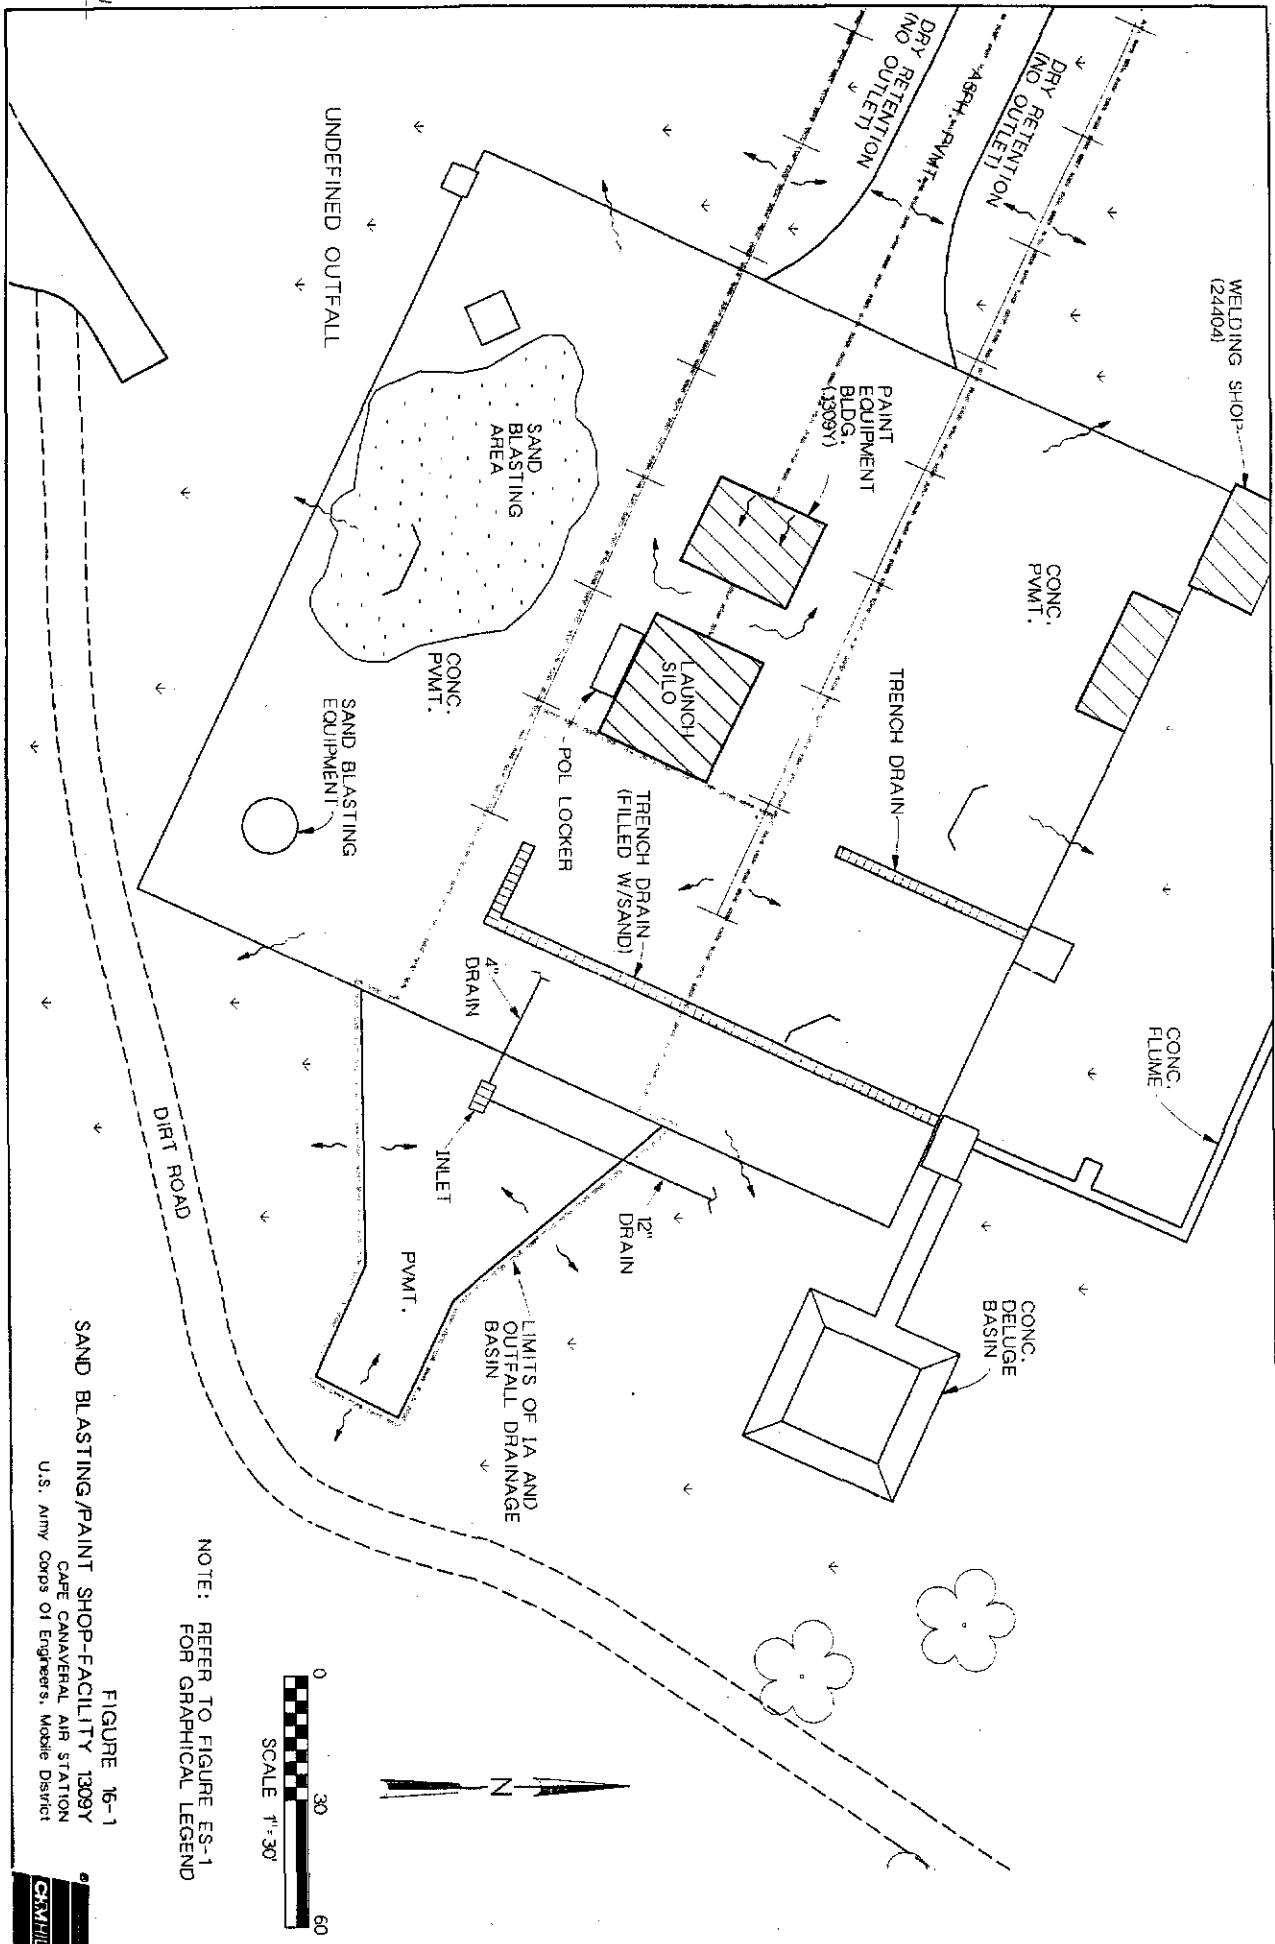 DRY RETENTION
(NO OUTLET)
ASPH. PVMT.
DRY RETENTION
(NO OUTLET)
WELDING SHOP
(24404)
UNDEFINED OUTFALL
PAINT
EQUIPMENT
BLDG.
(1309Y)
SAND
BLASTING
AREA
CONC.
PVMT.
CONC.
PVMT.
LAUNCH
SILO
TRENCH DRAIN
SAND BLASTING
EQUIPMENT
POL LOCKER
TRENCH DRAIN
(FILLED W/SAND)
4"
DRAIN
CONC.
FLUME
INLET
12"
DRAIN
DIRT ROAD
PVMT.
CONC.
DELUGE
BASIN
LIMITS OF IA AND
OUTFALL DRAINAGE
BASIN
NOTE: REFER TO FIGURE ES-1
FOR GRAPHICAL LEGEND
N
0 30 60
SCALE 1"=30'
FIGURE 16-1
SAND BLASTING/PAINT SHOP-FACILITY 1309Y
CAPE CANAVERAL AIR STATION
U.S. Army Corps Of Engineers, Mobile District